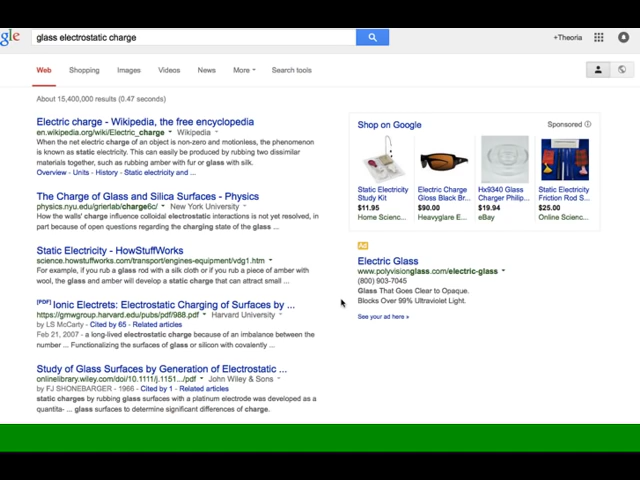 gle
glass electrostatic charge
+Theoria
Web Shopping Images Videos News More Search tools
About 15,400,000 results (0.47 seconds)
Electric charge - Wikipedia, the free encyclopedia
en.wikipedia.org/wiki/Electric_charge Wikipedia
When the net electric charge of an object is non-zero and motionless, the phenomenon
is known as static electricity. This can easily be produced by rubbing two dissimilar
materials together, such as rubbing amber with fur or glass with silk.
Overview - Units - History - Static electricity and ...
The Charge of Glass and Silica Surfaces - Physics
physics.nyu.edu/grierlab/charge6c/ New York University
How the walls' charge influence colloidal electrostatic interactions is not yet resolved, in
part because of open questions regarding the charging state of the glass ...
Static Electricity - HowStuffWorks
science.howstuffworks.com/transport/engines-equipment/vdg1.htm
For example, if you rub a glass rod with a silk cloth or if you rub a piece of amber with
wool, the glass and amber will develop a static charge that can attract small ...
[PDF] Ionic Electrets: Electrostatic Charging of Surfaces by ...
https://gmwgroup.harvard.edu/pubs/pdf/988.pdf Harvard University
by LS McCarty - Cited by 65 - Related articles
Feb 21, 2007 - a long-lived electrostatic charge because of an imbalance between the
number ... Functionalizing the surfaces of glass or silicon with covalently ...
Study of Glass Surfaces by Generation of Electrostatic ...
onlinelibrary.wiley.com/doi/10.1111/j.1151.../pdf John Wiley & Sons
by FJ SHONEBARGER - 1966 - Cited by 1 - Related articles
static charges by rubbing glass surfaces with a platinum electrode was developed as a
quantita- ... glass surfaces to determine significant differences of charge.
Shop on Google Sponsored
Static Electricity
Study Kit
$11.95
Home Scienc...
Electric Charge
Gloss Black Br...
$90.00
Heavyglare E...
Hx9340 Glass
Charger Philip...
$19.94
eBay
Static Electricity
Friction Rod S...
$25.00
Online Scienc...
Ad
Electric Glass
www.polyvisionglass.com/electric-glass
(800) 903-7045
Glass That Goes Clear to Opaque.
Blocks Over 99% Ultraviolet Light.
See your ad here »